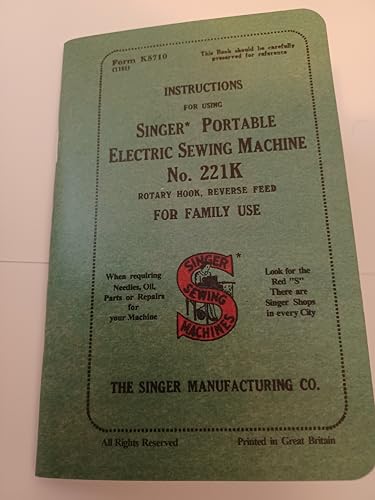 Form K5710
(1161)
This Book should be carefully
preserved for reference
INSTRUCTIONS
FOR USING
SINGER* PORTABLE
ELECTRIC SEWING MACHINE
No. 221K
ROTARY HOOK, REVERSE FEED
FOR FAMILY USE
When requiring
Needles, Oil,
Parts or Repairs
for
your Machine
SINGER *
SEWING
MACHINES
Look for the
Red "S"
There are
Singer Shops
in every City
THE SINGER MANUFACTURING CO.
All Rights Reserved
Printed in Great Britain